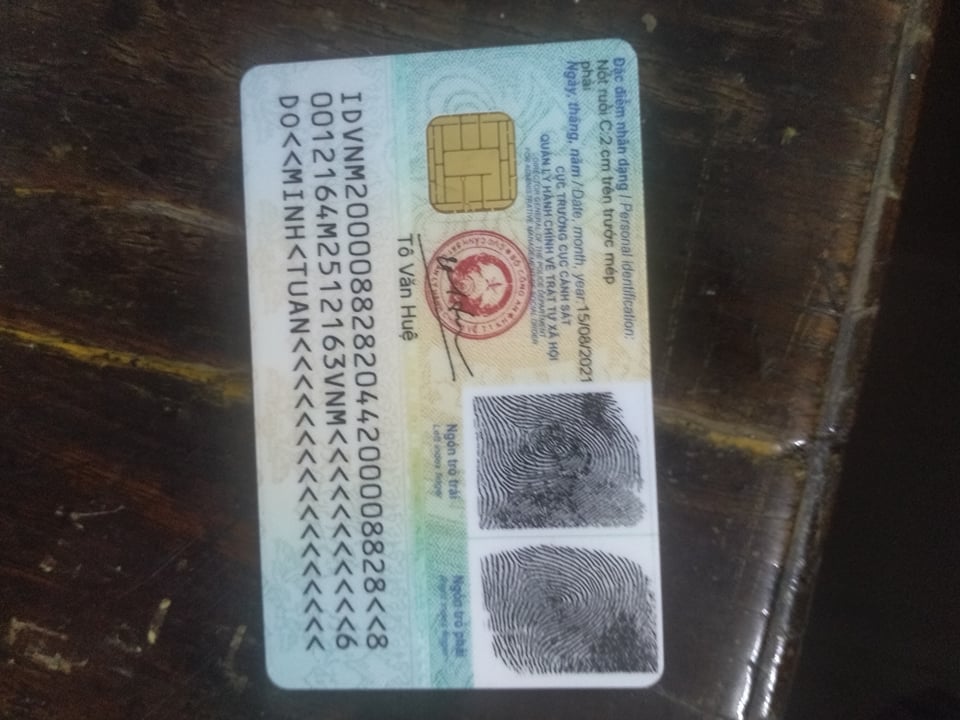 Đặc điểm nhân dạng / Personal identification:
Nốt ruồi C:2 cm trên trước mép
phải
Ngày, tháng, năm / Date, month, year: 15/08/2021
CỤC TRƯỞNG CỤC CẢNH SÁT
QUẢN LÝ HÀNH CHÍNH VỀ TRẬT TỰ XÃ HỘI
DIRECTOR GENERAL OF THE POLICE DEPARTMENT
FOR ADMINISTRATIVE MANAGEMENT OF SOCIAL ORDER
BỘ CÔNG AN
Tô Văn Huệ
Ngón trỏ trái
Left index finger
Ngón trỏ phải
Right index finger
IDVNM2000088282044200008828<<8
0012164M2512163VNM<<<<<<<<<<<6
DO<<MINH<TUAN<<<<<<<<<<<<<<<<<